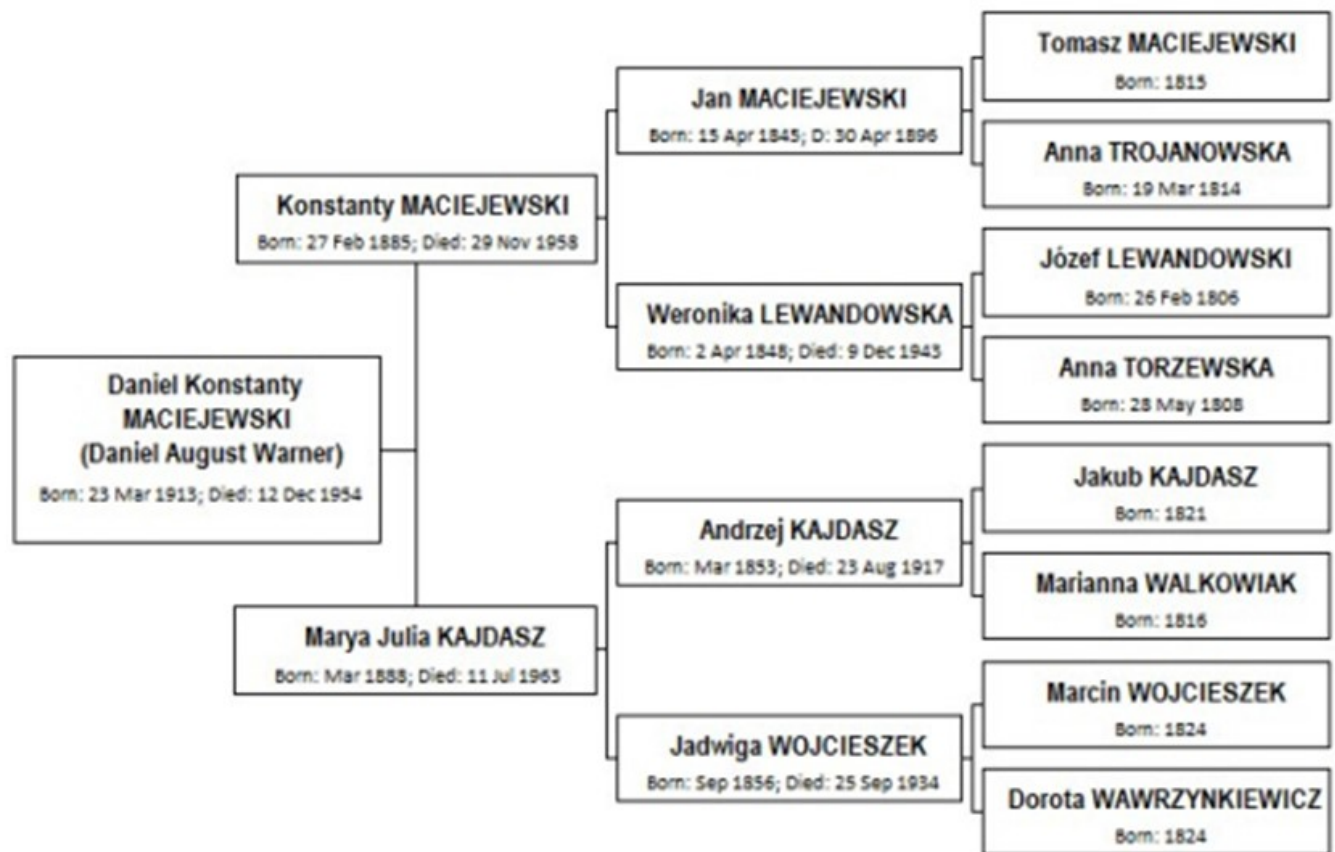 Tomasz MACIEJEWSKI
Born: 1815
Jan MACIEJEWSKI
Born: 15 Apr 1845; D: 30 Apr 1896
Anna TROJANOWSKA
Born: 19 Mar 1814
Konstanty MACIEJEWSKI
Born: 27 Feb 1885; Died: 29 Nov 1958
Józef LEWANDOWSKI
Born: 26 Feb 1806
Weronika LEWANDOWSKA
Born: 2 Apr 1848; Died: 9 Dec 1943
Anna TORZEWSKA
Born: 28 May 1808
Daniel Konstanty
MACIEJEWSKI
(Daniel August Warner)
Born: 23 Mar 1913; Died: 12 Dec 1954
Jakub KAJDASZ
Born: 1821
Andrzej KAJDASZ
Born: Mar 1853; Died: 23 Aug 1917
Marianna WALKOWIAK
Born: 1816
Marya Julia KAJDASZ
Born: Mar 1888; Died: 11 Jul 1963
Marcin WOJCIESZEK
Born: 1824
Jadwiga WOJCIESZEK
Born: Sep 1856; Died: 25 Sep 1934
Dorota WAWRZYNKIEWICZ
Born: 1824